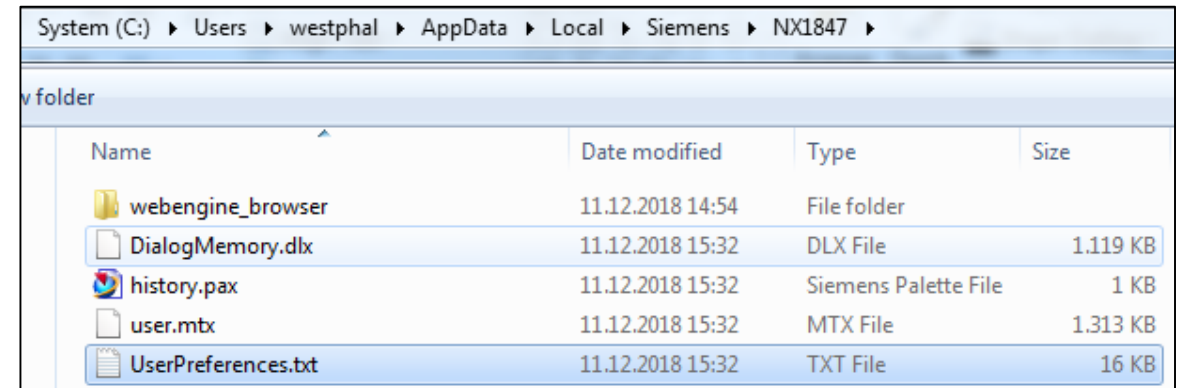 System (C:) ▸ Users ▸ westphal ▸ AppData ▸ Local ▸ Siemens ▸ NX1847 ▸
folder
Name Date modified Type Size
webengine_browser 11.12.2018 14:54 File folder
DialogMemory.dlx 11.12.2018 15:32 DLX File 1.119 KB
history.pax 11.12.2018 15:32 Siemens Palette File 1 KB
user.mtx 11.12.2018 15:32 MTX File 1.313 KB
UserPreferences.txt 11.12.2018 15:32 TXT File 16 KB